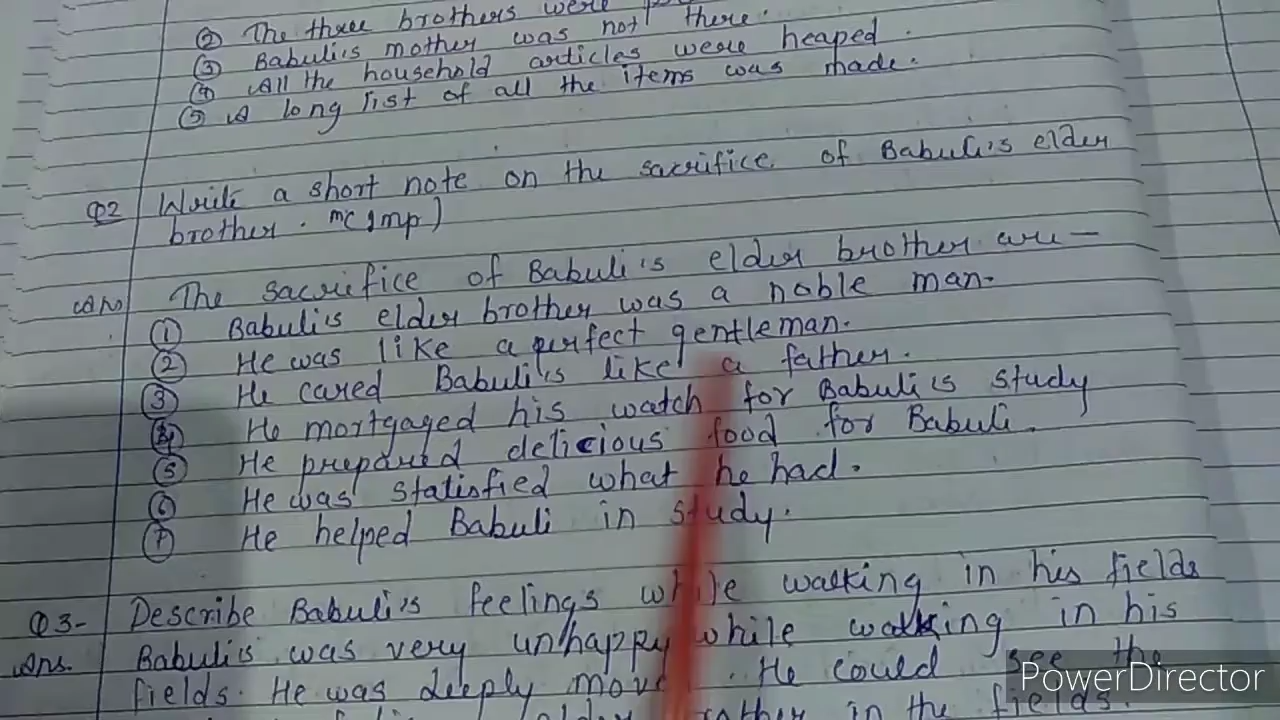 ② The three brothers were
③ Babuli's mother was not there.
④ All the household articles were heaped.
⑤ A long list of all the items was made.
Q2 Write a short note on the sacrifice of Babuli's elder
brother. (Imp)
Ans The sacrifice of Babuli's elder brother are —
① Babuli's elder brother was a noble man.
② He was like a perfect gentleman.
③ He cared Babuli's like a father.
④ He mortgaged his watch for Babuli's study
⑤ He prepared delicious food for Babuli.
⑥ He was statisfied what he had.
⑦ He helped Babuli in study.
Q3- Describe Babuli's feelings while walking in his fields
Ans. Babuli's was very unhappy while walking in his
fields. He was deeply moved. He could see the
elder in the fields.
PowerDirector